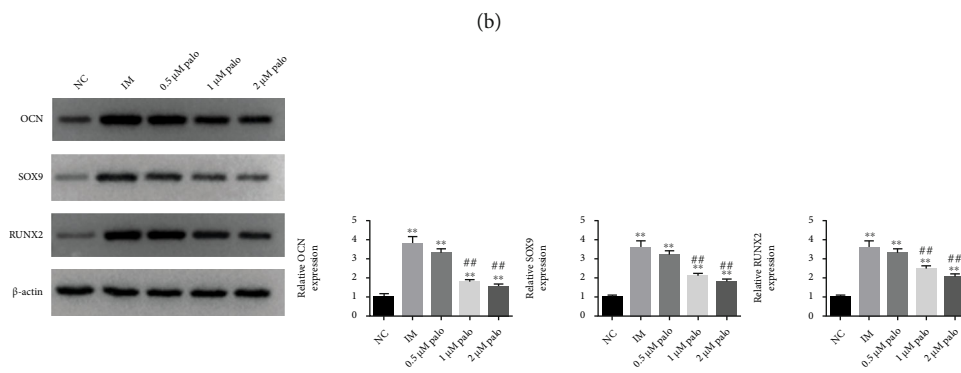 (b)
NC
IM
0.5 μM palo
1 μM palo
2 μM palo
OCN
SOX9
RUNX2
β-actin
Relative OCN
expression
5
4
3
2
1
0
**
**
##
**
##
**
NC
IM
0.5 μM palo
1 μM palo
2 μM palo
Relative SOX9
expression
5
4
3
2
1
0
**
**
##
**
##
**
NC
IM
0.5 μM palo
1 μM palo
2 μM palo
Relative RUNX2
expression
5
4
3
2
1
0
**
**
##
**
##
**
NC
IM
0.5 μM palo
1 μM palo
2 μM palo